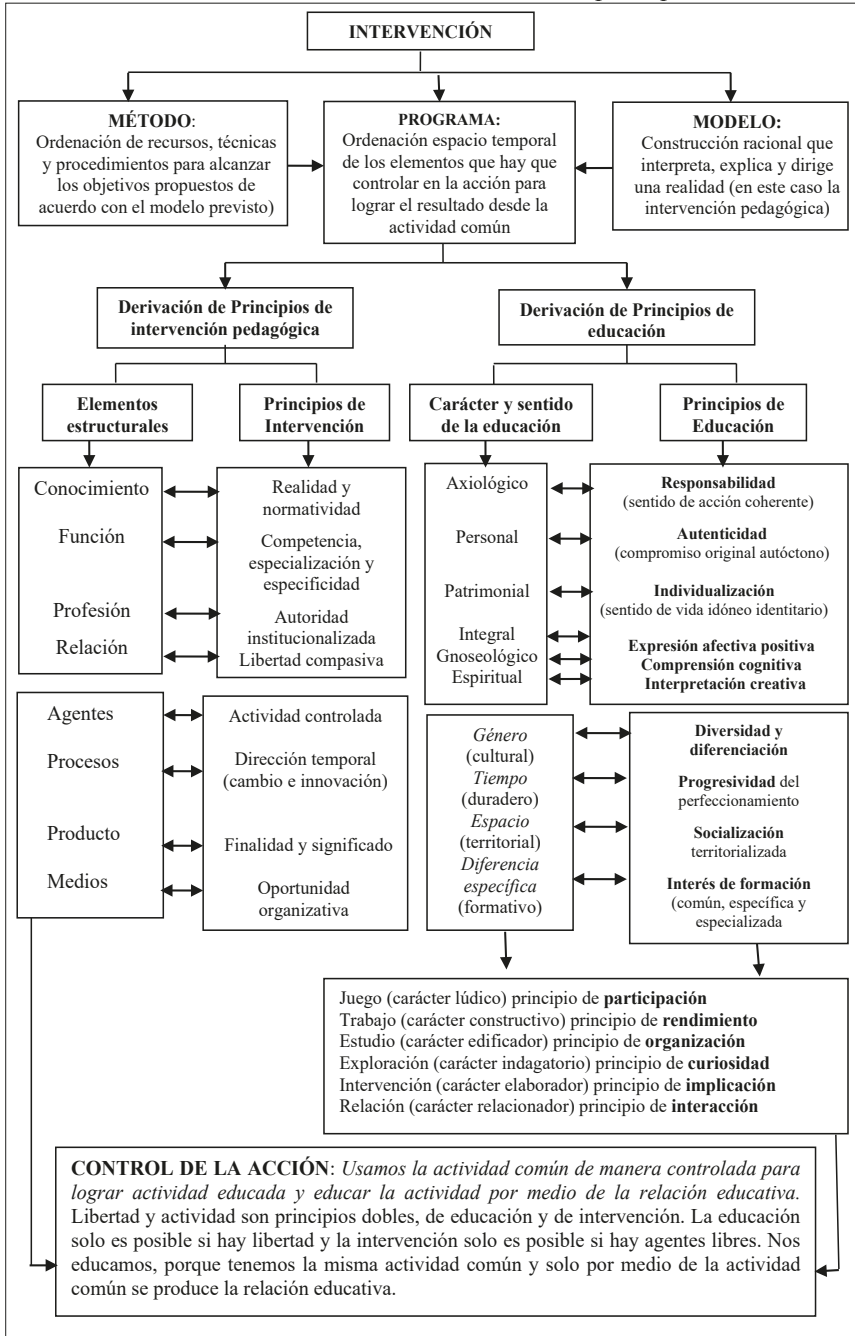 INTERVENCIÓN
MÉTODO:
Ordenación de recursos, técnicas
y procedimientos para alcanzar
los objetivos propuestos de
acuerdo con el modelo previsto)
PROGRAMA:
Ordenación espacio temporal
de los elementos que hay que
controlar en la acción para
lograr el resultado desde la
actividad común
MODELO:
Construcción racional que
interpreta, explica y dirige
una realidad (en este caso la
intervención pedagógica)
Derivación de Principios de
intervención pedagógica
Derivación de Principios de
educación
Elementos
estructurales
Principios de
Intervención
Carácter y sentido
de la educación
Principios de
Educación
Conocimiento
Función
Profesión
Relación
Realidad y
normatividad
Competencia,
especialización y
especificidad
Autoridad
institucionalizada
Libertad compasiva
Axiológico
Personal
Patrimonial
Integral
Gnoseológico
Espiritual
Responsabilidad
(sentido de acción coherente)
Autenticidad
(compromiso original autóctono)
Individualización
(sentido de vida idóneo identitario)
Expresión afectiva positiva
Comprensión cognitiva
Interpretación creativa
Agentes
Procesos
Producto
Medios
Actividad controlada
Dirección temporal
(cambio e innovación)
Finalidad y significado
Oportunidad
organizativa
Género
(cultural)
Tiempo
(duradero)
Espacio
(territorial)
Diferencia
específica
(formativo)
Diversidad y
diferenciación
Progresividad del
perfeccionamiento
Socialización
territorializada
Interés de formación
(común, específica y
especializada
Juego (carácter lúdico) principio de participación
Trabajo (carácter constructivo) principio de rendimiento
Estudio (carácter edificador) principio de organización
Exploración (carácter indagatorio) principio de curiosidad
Intervención (carácter elaborador) principio de implicación
Relación (carácter relacionador) principio de interacción
CONTROL DE LA ACCIÓN: Usamos la actividad común de manera controlada para
lograr actividad educada y educar la actividad por medio de la relación educativa.
Libertad y actividad son principios dobles, de educación y de intervención. La educación
solo es posible si hay libertad y la intervención solo es posible si hay agentes libres. Nos
educamos, porque tenemos la misma actividad común y solo por medio de la actividad
común se produce la relación educativa.